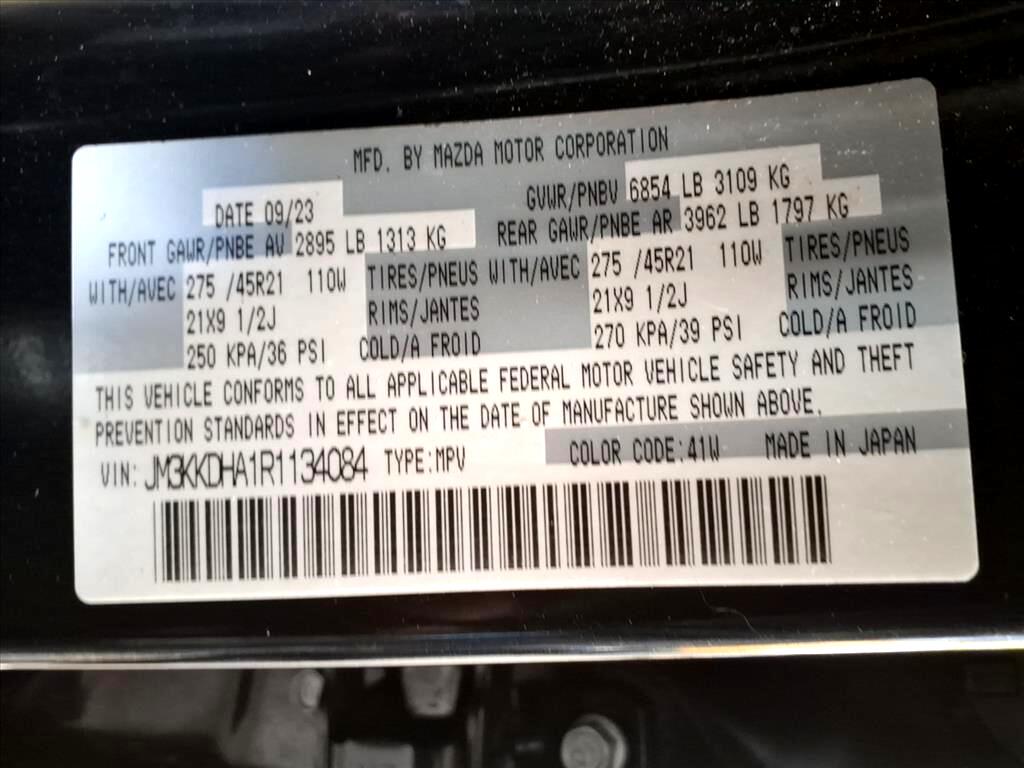 MFD. BY MAZDA MOTOR CORPORATION
DATE 09/23 GVWR/PNBV 6854 LB 3109 KG
FRONT GAWR/PNBE AV 2895 LB 1313 KG REAR GAWR/PNBE AR 3962 LB 1797 KG
WITH/AVEC 275 /45R21 110W TIRES/PNEUS WITH/AVEC 275 /45R21 110W TIRES/PNEUS
21X9 1/2J RIMS/JANTES 21X9 1/2J RIMS/JANTES
250 KPA/36 PSI COLD/A FROID 270 KPA/39 PSI COLD/A FROID
THIS VEHICLE CONFORMS TO ALL APPLICABLE FEDERAL MOTOR VEHICLE SAFETY AND THEFT
PREVENTION STANDARDS IN EFFECT ON THE DATE OF MANUFACTURE SHOWN ABOVE.
VIN: JM3KKDHA1R1134084 TYPE:MPV COLOR CODE:41W MADE IN JAPAN